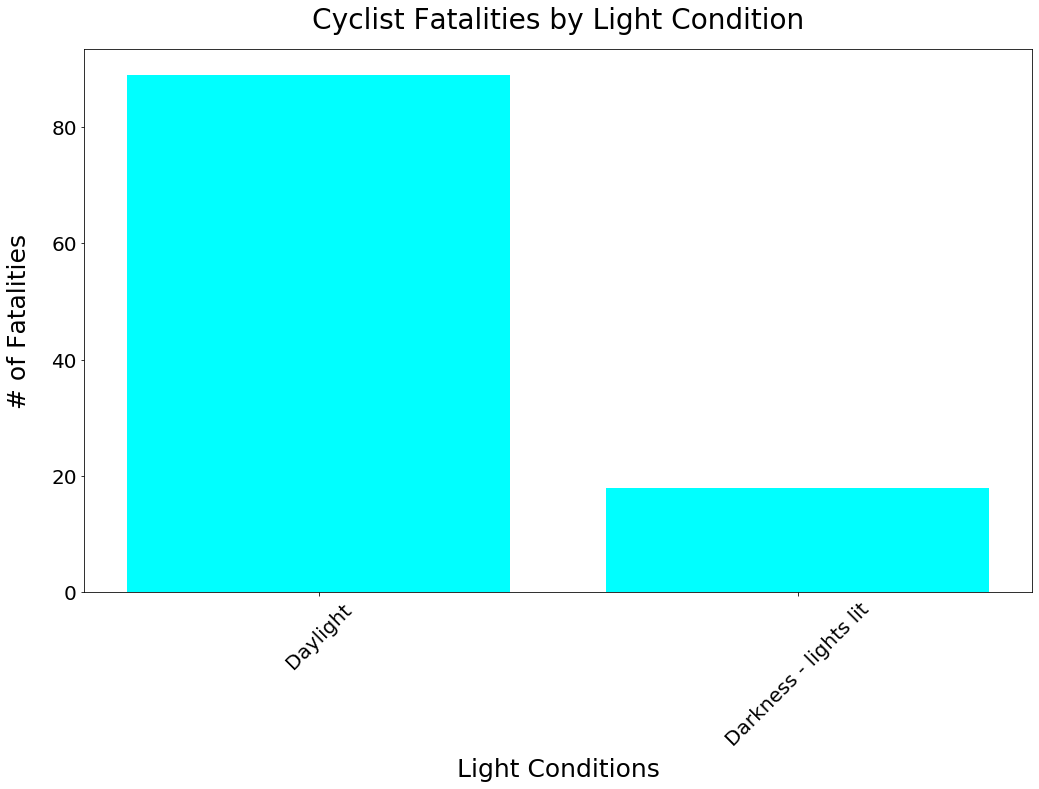 Cyclist Fatalities by Light Condition
# of Fatalities
80
60
40
20
0
Daylight
Darkness - lights lit
Light Conditions